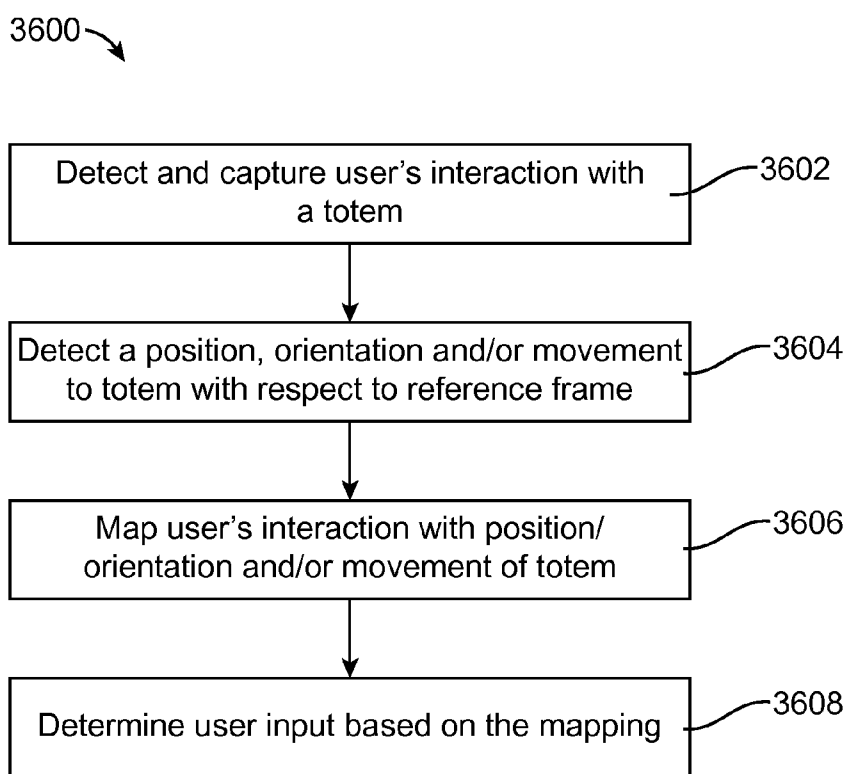 3600
Detect and capture user's interaction with
a totem
3602
Detect a position, orientation and/or movement
to totem with respect to reference frame
3604
Map user's interaction with position/
orientation and/or movement of totem
3606
Determine user input based on the mapping
3608